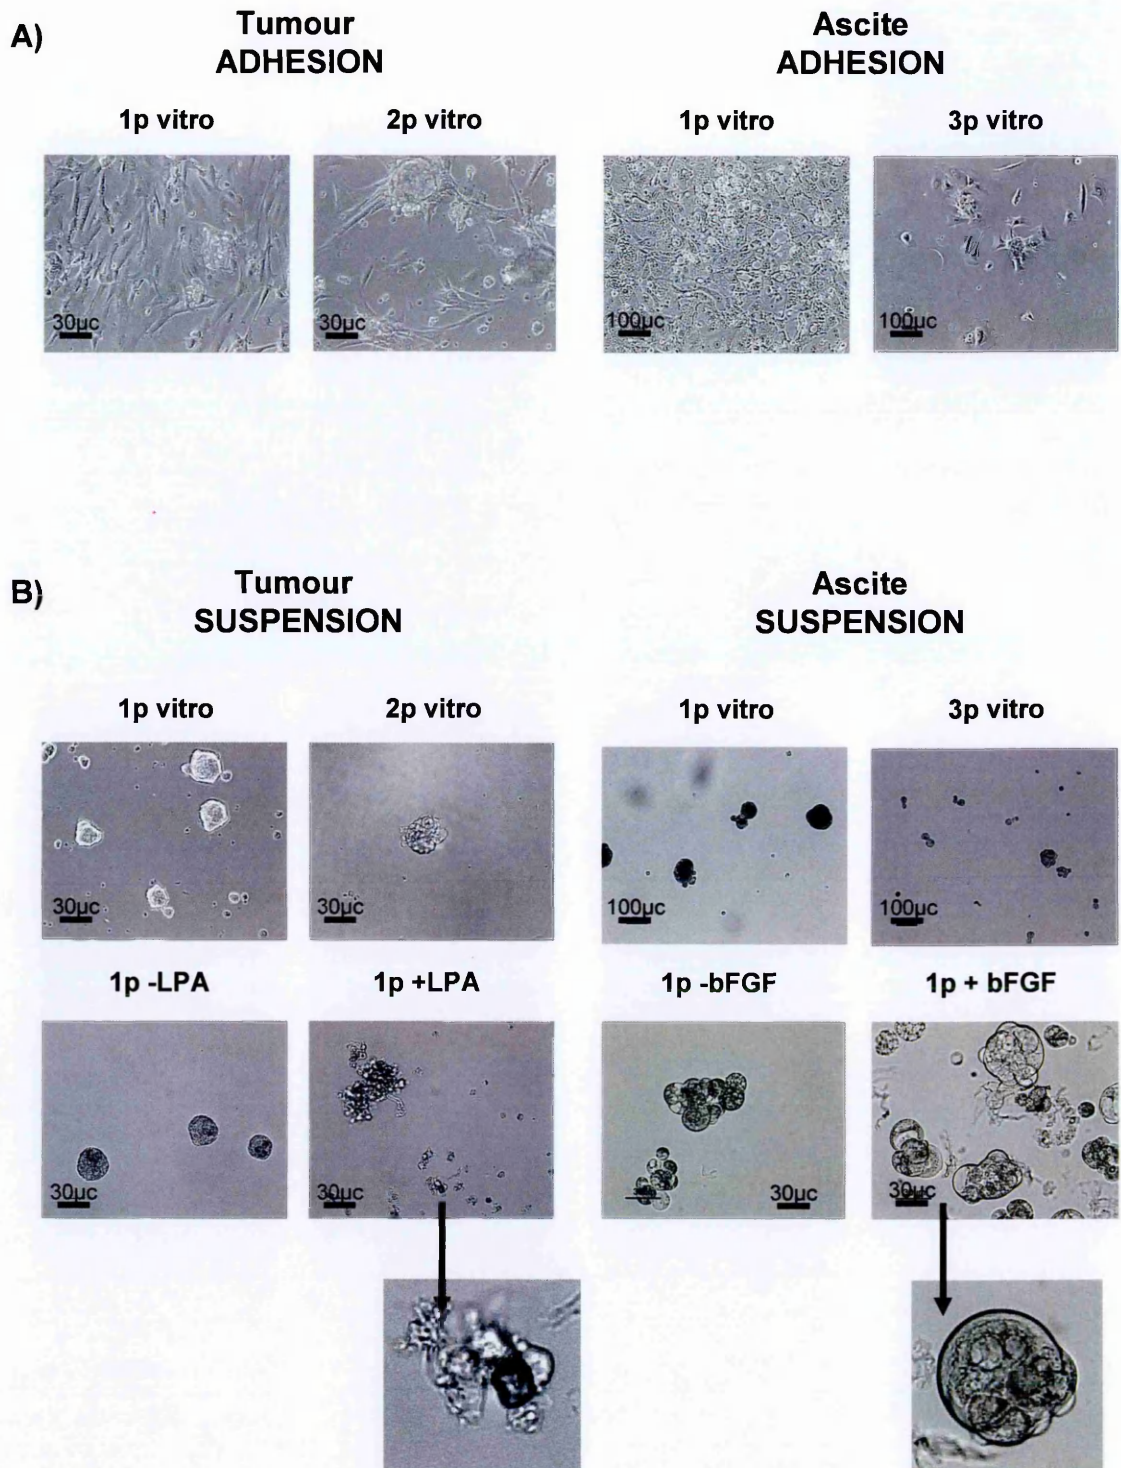 A)
Tumour
ADHESION
Ascite
ADHESION
1p vitro
2p vitro
1p vitro
3p vitro
30µc
30µc
100µc
100µc
B)
Tumour
SUSPENSION
Ascite
SUSPENSION
1p vitro
2p vitro
1p vitro
3p vitro
30µc
30µc
100µc
100µc
1p -LPA
1p +LPA
1p -bFGF
1p + bFGF
30µc
30µc
30µc
30µc